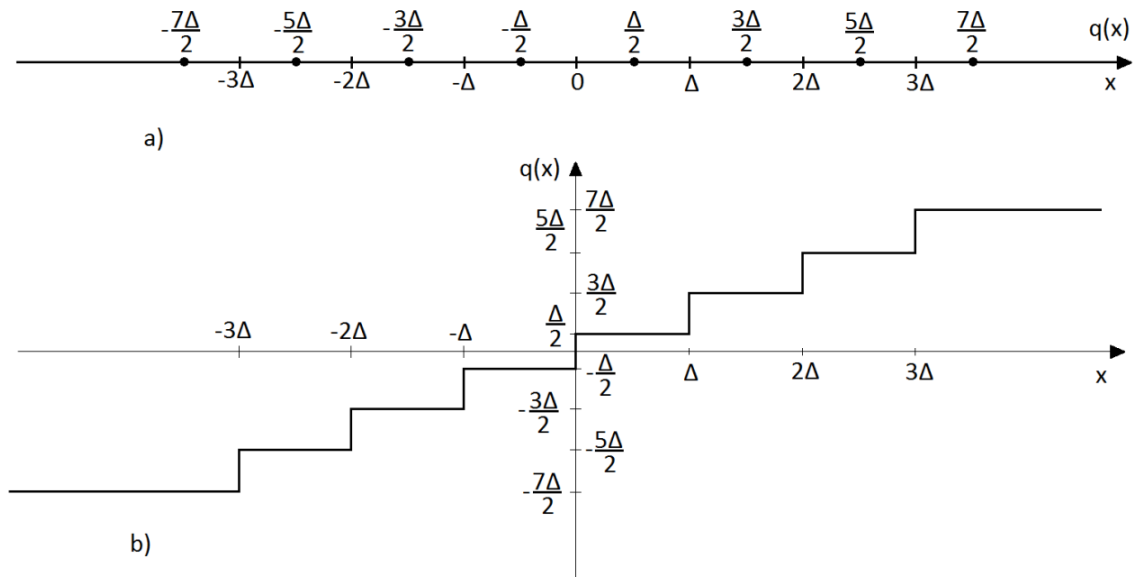 -7Δ/2 -5Δ/2 -3Δ/2 -Δ/2 Δ/2 3Δ/2 5Δ/2 7Δ/2 q(x)
-3Δ -2Δ -Δ 0 Δ 2Δ 3Δ x
a)
q(x)
7Δ/2
5Δ/2
3Δ/2
Δ/2
-3Δ -2Δ -Δ
Δ 2Δ 3Δ x
-Δ/2
-3Δ/2
-5Δ/2
-7Δ/2
b)